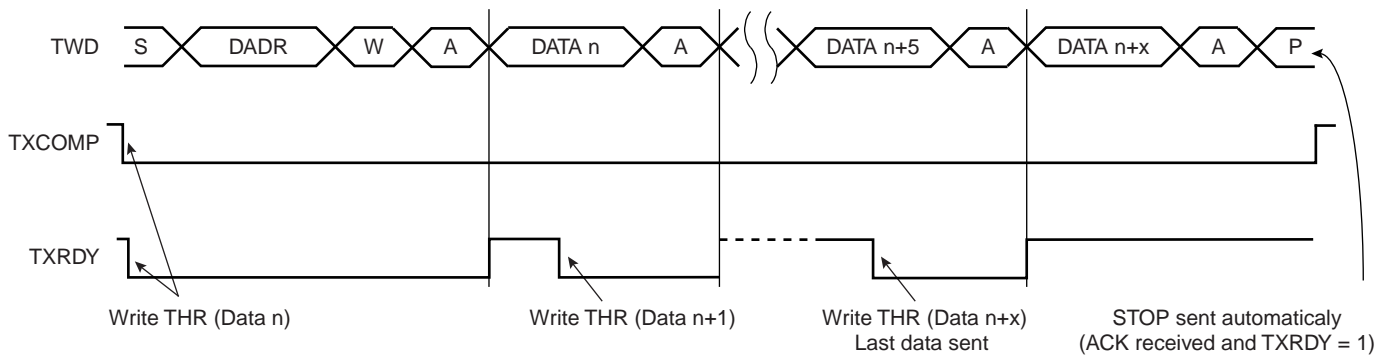 TWD S DADR W A DATA n A DATA n+5 A DATA n+x A P
TXCOMP
TXRDY
Write THR (Data n) Write THR (Data n+1) Write THR (Data n+x) STOP sent automaticaly
Last data sent (ACK received and TXRDY = 1)